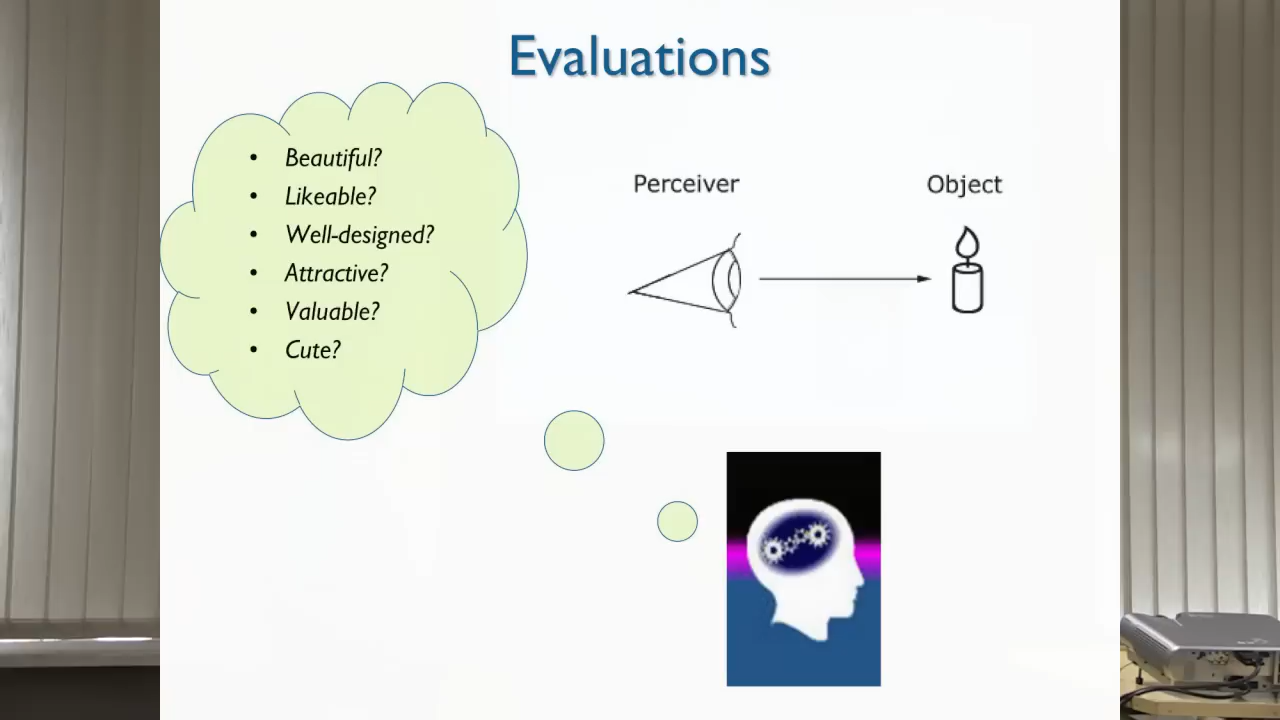 Evaluations
• Beautiful?
• Likeable?
• Well-designed?
• Attractive?
• Valuable?
• Cute?
Perceiver
Object